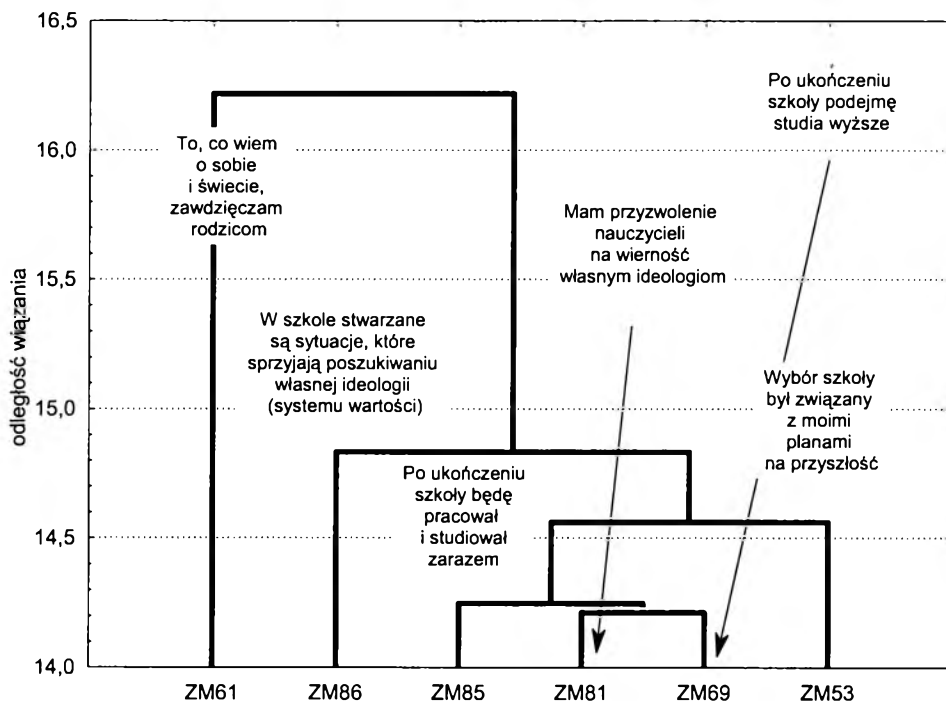 16,5
16,0
15,5
15,0
14,5
14,0
odległość wiązania
To, co wiem
o sobie
i świecie,
zawdzięczam
rodzicom
W szkole stwarzane
są sytuacje, które
sprzyjają poszukiwaniu
własnej ideologii
(systemu wartości)
Po ukończeniu
szkoły będę
pracował
i studiował
zarazem
Mam przyzwolenie
nauczycieli
na wierność
własnym ideologiom
Po ukończeniu
szkoły podejmę
studia wyższe
Wybór szkoły
był związany
z moimi
planami
na przyszłość
ZM61 ZM86 ZM85 ZM81 ZM69 ZM53